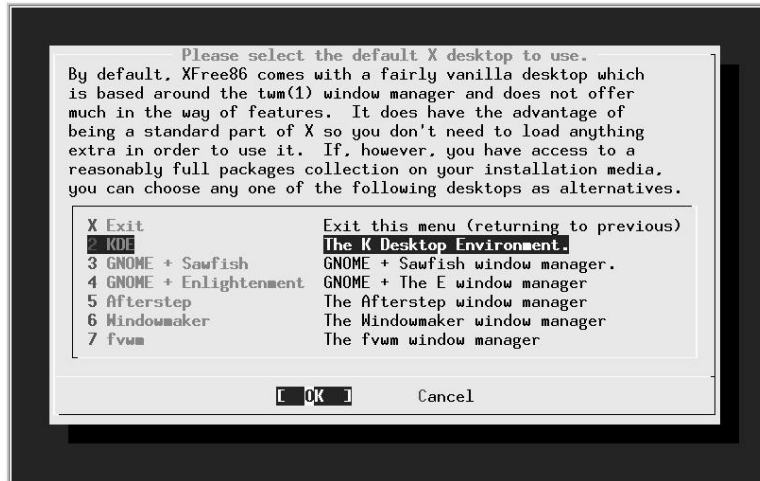 Please select the default X desktop to use.
By default, XFree86 comes with a fairly vanilla desktop which
is based around the twm(1) window manager and does not offer
much in the way of features.  It does have the advantage of
being a standard part of X so you don't need to load anything
extra in order to use it.  If, however, you have access to a
reasonably full packages collection on your installation media,
you can choose any one of the following desktops as alternatives.
X Exit Exit this menu (returning to previous)
2 KDE The K Desktop Environment.
3 GNOME + Sawfish GNOME + Sawfish window manager.
4 GNOME + Enlightenment GNOME + The E window manager
5 Afterstep The Afterstep window manager
6 Windowmaker The Windowmaker window manager
7 fvwm The fvwm window manager
[ OK ] Cancel